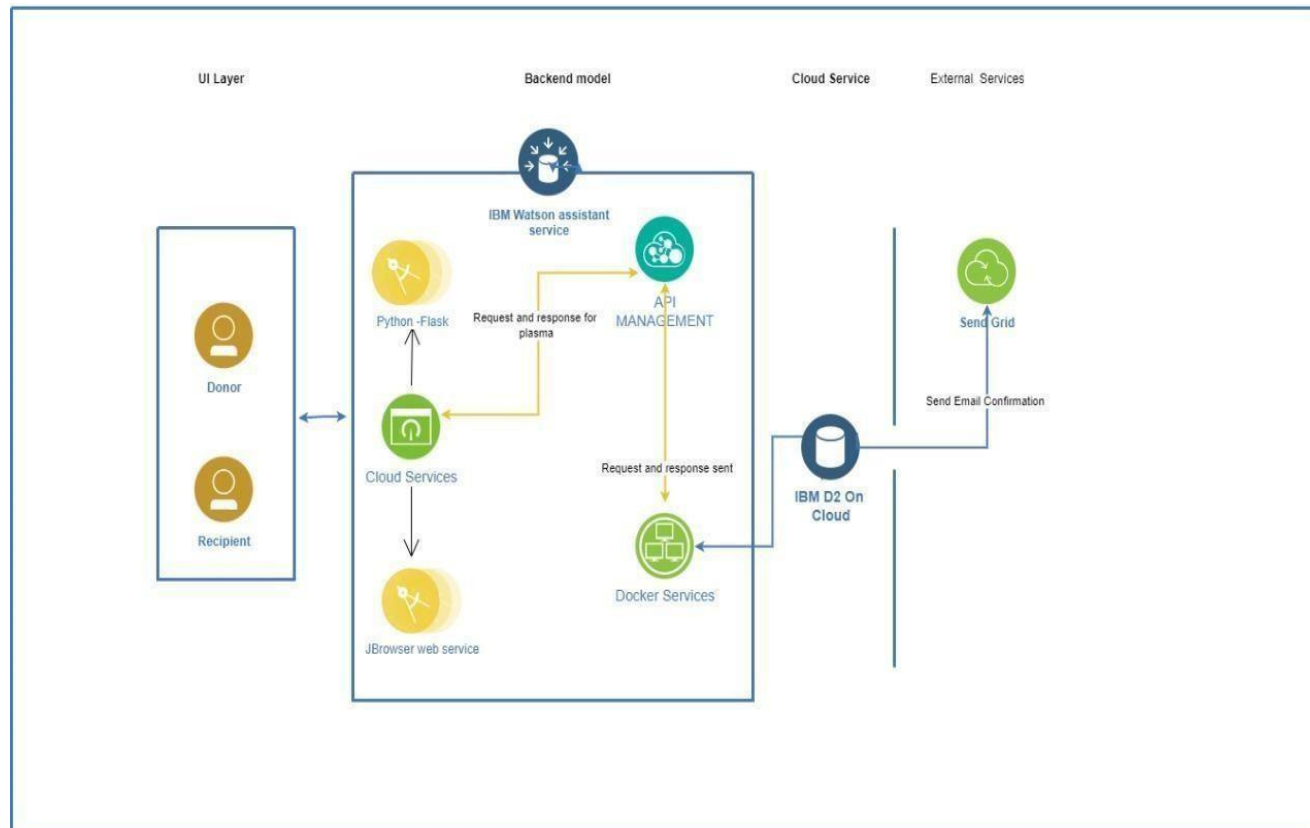 UI Layer
Backend model
Cloud Service
External Services
IBM Watson assistant
service
Python -Flask
Request and response for
plasma
API
MANAGEMENT
Send Grid
Donor
Send Email Confirmation
Cloud Services
Request and response sent
IBM D2 On
Cloud
Recipient
Docker Services
JBrowser web service